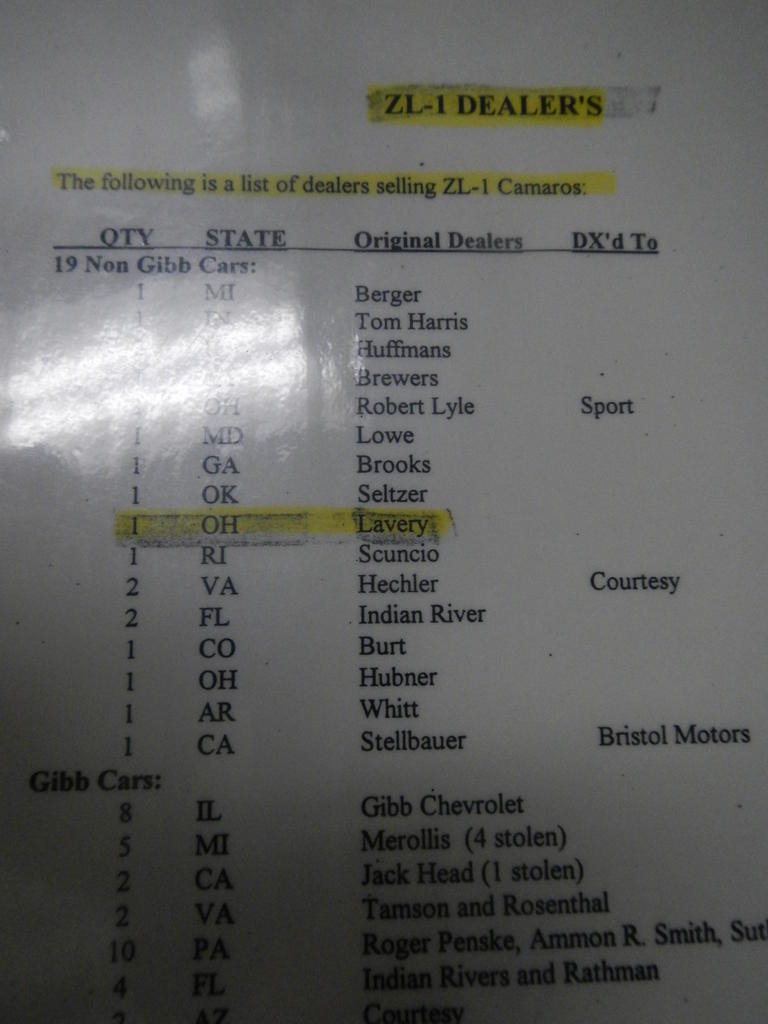 ZL-1 DEALER'S
The following is a list of dealers selling ZL-1 Camaros:
QTY STATE Original Dealers DX'd To
19 Non Gibb Cars:
1 MI Berger
1 IN Tom Harris
Huffmans
Brewers
OH Robert Lyle Sport
1 MD Lowe
1 GA Brooks
1 OK Seltzer
1 OH Lavery
1 RI Scuncio
2 VA Hechler Courtesy
2 FL Indian River
1 CO Burt
1 OH Hubner
1 AR Whitt
1 CA Stellbauer Bristol Motors
Gibb Cars:
8 IL Gibb Chevrolet
5 MI Merollis (4 stolen)
2 CA Jack Head (1 stolen)
2 VA Tamson and Rosenthal
10 PA Roger Penske, Ammon R. Smith,
4 FL Indian Rivers and Rathman
2 AZ Courtesy